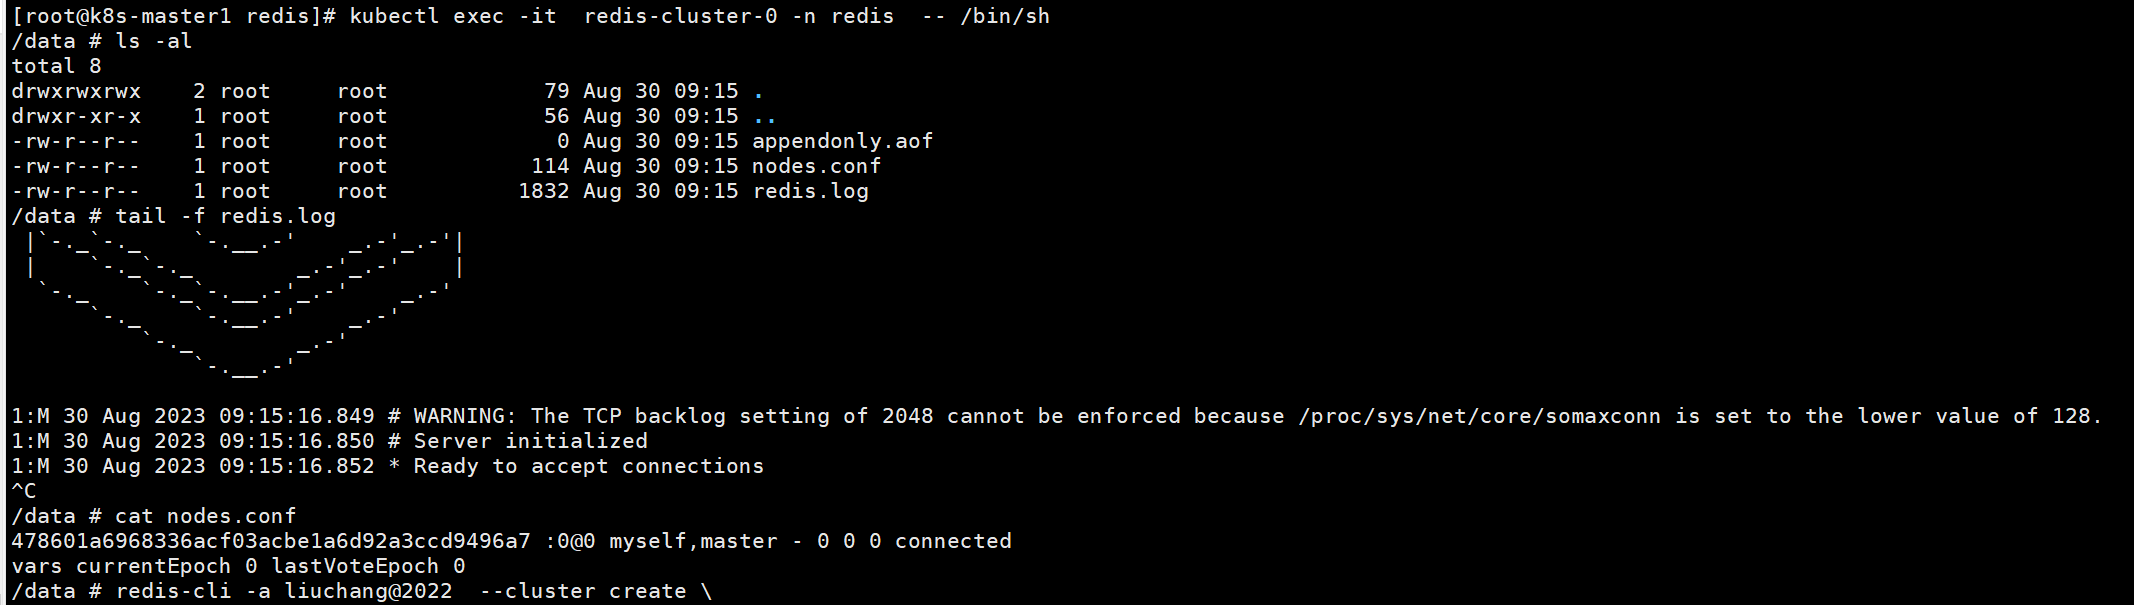 [root@k8s-master1 redis]# kubectl exec -it  redis-cluster-0 -n redis  -- /bin/sh
/data # ls -al
total 8
drwxrwxrwx    2 root     root            79 Aug 30 09:15 .
drwxr-xr-x    1 root     root            56 Aug 30 09:15 ..
-rw-r--r--    1 root     root             0 Aug 30 09:15 appendonly.aof
-rw-r--r--    1 root     root           114 Aug 30 09:15 nodes.conf
-rw-r--r--    1 root     root          1832 Aug 30 09:15 redis.log
/data # tail -f redis.log
 |`-._`-._    `-.__.-'    _.-'_.-'|
 |    `-._`-._        _.-'_.-'    |
  `-._    `-._`-.__.-'_.-'    _.-'
      `-._    `-.__.-'    _.-'
          `-._        _.-'
              `-.__.-'
1:M 30 Aug 2023 09:15:16.849 # WARNING: The TCP backlog setting of 2048 cannot be enforced because /proc/sys/net/core/somaxconn is set to the lower value of 128.
1:M 30 Aug 2023 09:15:16.850 # Server initialized
1:M 30 Aug 2023 09:15:16.852 * Ready to accept connections
^C
/data # cat nodes.conf
478601a6968336acf03acbe1a6d92a3ccd9496a7 :0@0 myself,master - 0 0 0 connected
vars currentEpoch 0 lastVoteEpoch 0
/data # redis-cli -a liuchang@2022  --cluster create \